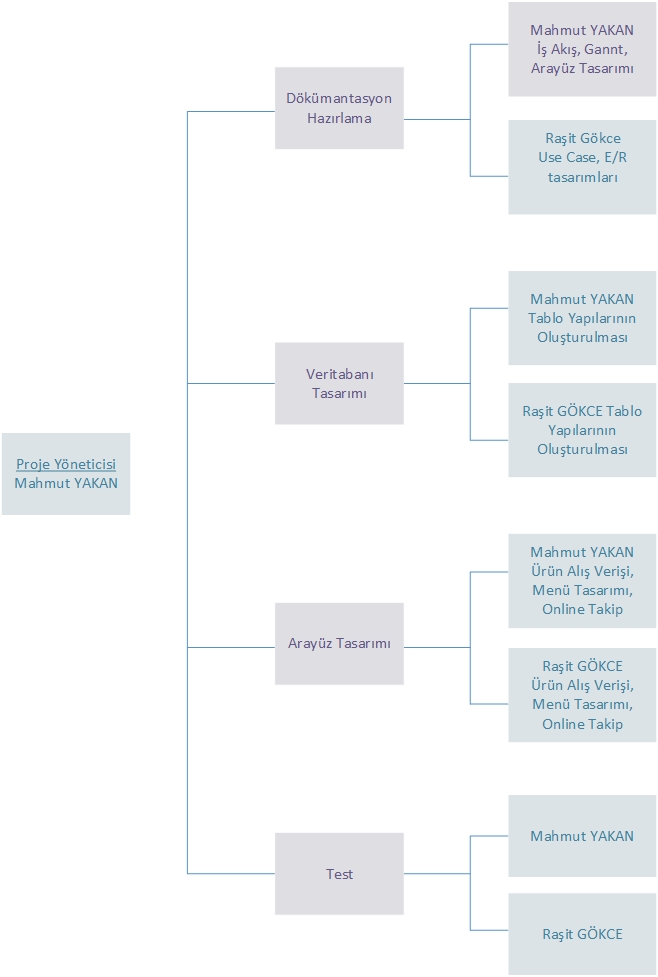 Proje Yöneticisi
Mahmut YAKAN
Dökümantasyon
Hazırlama
Mahmut YAKAN
İş Akış, Gannt,
Arayüz Tasarımı
Raşit Gökce
Use Case, E/R
tasarımları
Veritabanı
Tasarımı
Mahmut YAKAN
Tablo Yapılarının
Oluşturulması
Raşit GÖKCE Tablo
Yapılarının
Oluşturulması
Arayüz Tasarımı
Mahmut YAKAN
Ürün Alış Verişi,
Menü Tasarımı,
Online Takip
Raşit GÖKCE
Ürün Alış Verişi,
Menü Tasarımı,
Online Takip
Test
Mahmut YAKAN
Raşit GÖKCE